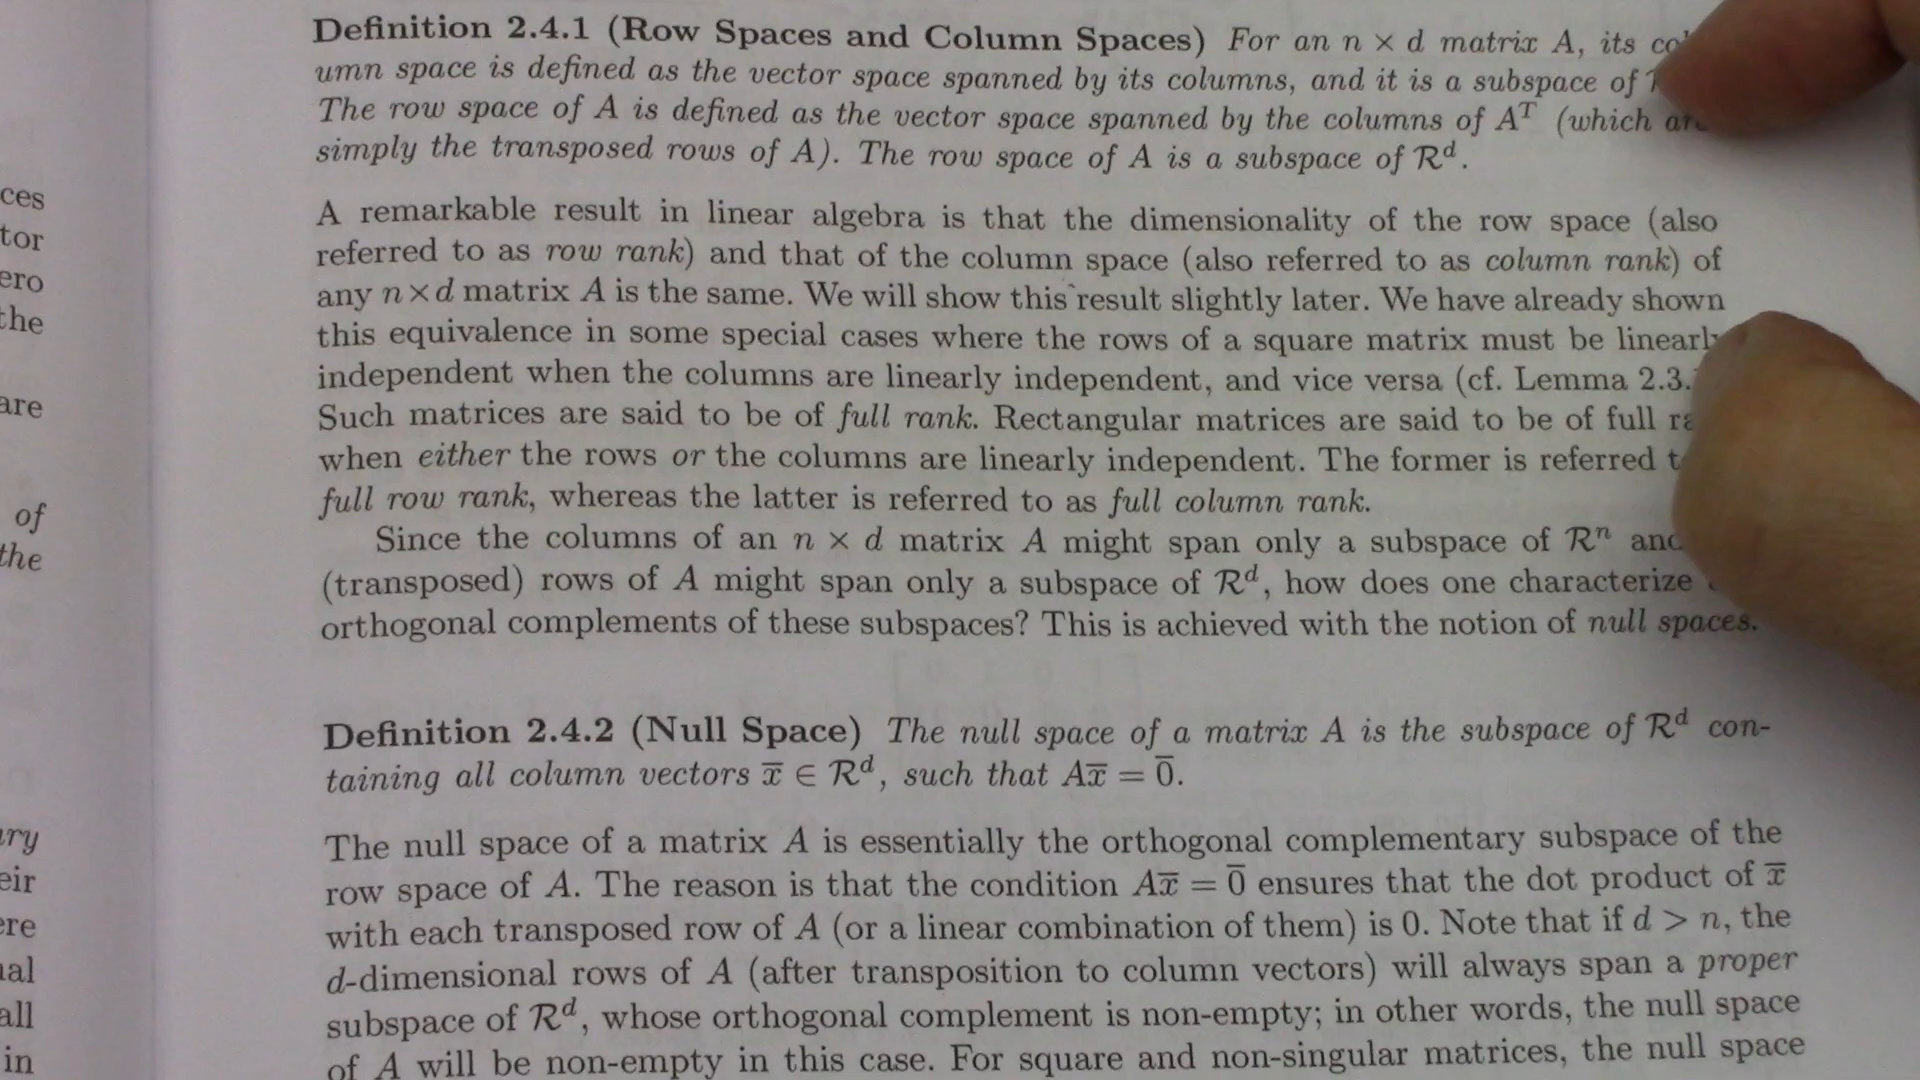 ces
tor
ero
the
are
of
the
ary
eir
ere
nal
all
in
Definition 2.4.1 (Row Spaces and Column Spaces) For an n × d matrix A, its
umn space is defined as the vector space spanned by its columns, and it is a subspace of
The row space of A is defined as the vector space spanned by the columns of Aᵀ (which are
simply the transposed rows of A). The row space of A is a subspace of ℛᵈ.
A remarkable result in linear algebra is that the dimensionality of the row space (also
referred to as row rank) and that of the column space (also referred to as column rank) of
any n×d matrix A is the same. We will show this result slightly later. We have already shown
this equivalence in some special cases where the rows of a square matrix must be linearly
independent when the columns are linearly independent, and vice versa (cf. Lemma 2.3.
Such matrices are said to be of full rank. Rectangular matrices are said to be of full
when either the rows or the columns are linearly independent. The former is referred
full row rank, whereas the latter is referred to as full column rank.
Since the columns of an n × d matrix A might span only a subspace of ℛⁿ and
(transposed) rows of A might span only a subspace of ℛᵈ, how does one characterize
orthogonal complements of these subspaces? This is achieved with the notion of null spaces.
Definition 2.4.2 (Null Space) The null space of a matrix A is the subspace of ℛᵈ con-
taining all column vectors x̅ ∈ ℛᵈ, such that Ax̅ = 0̅.
The null space of a matrix A is essentially the orthogonal complementary subspace of the
row space of A. The reason is that the condition Ax̅ = 0̅ ensures that the dot product of x̅
with each transposed row of A (or a linear combination of them) is 0. Note that if d > n, the
d-dimensional rows of A (after transposition to column vectors) will always span a proper
subspace of ℛᵈ, whose orthogonal complement is non-empty; in other words, the null space
of A will be non-empty in this case. For square and non-singular matrices, the null space